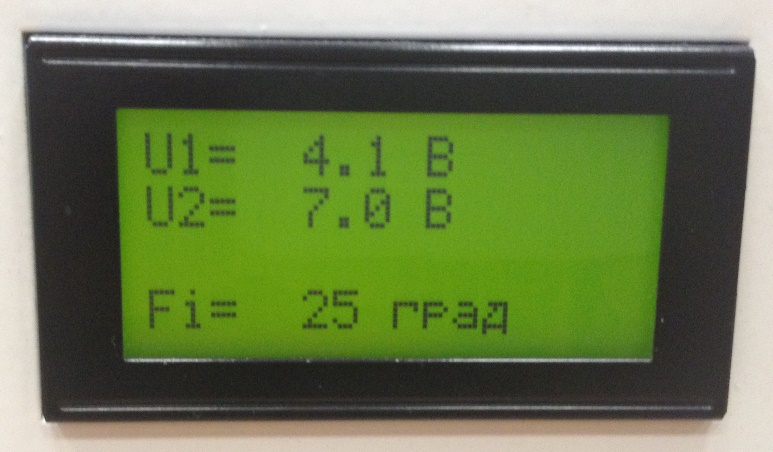 U1= 4.1 В
U2= 7.0 В
Fi= 25 град